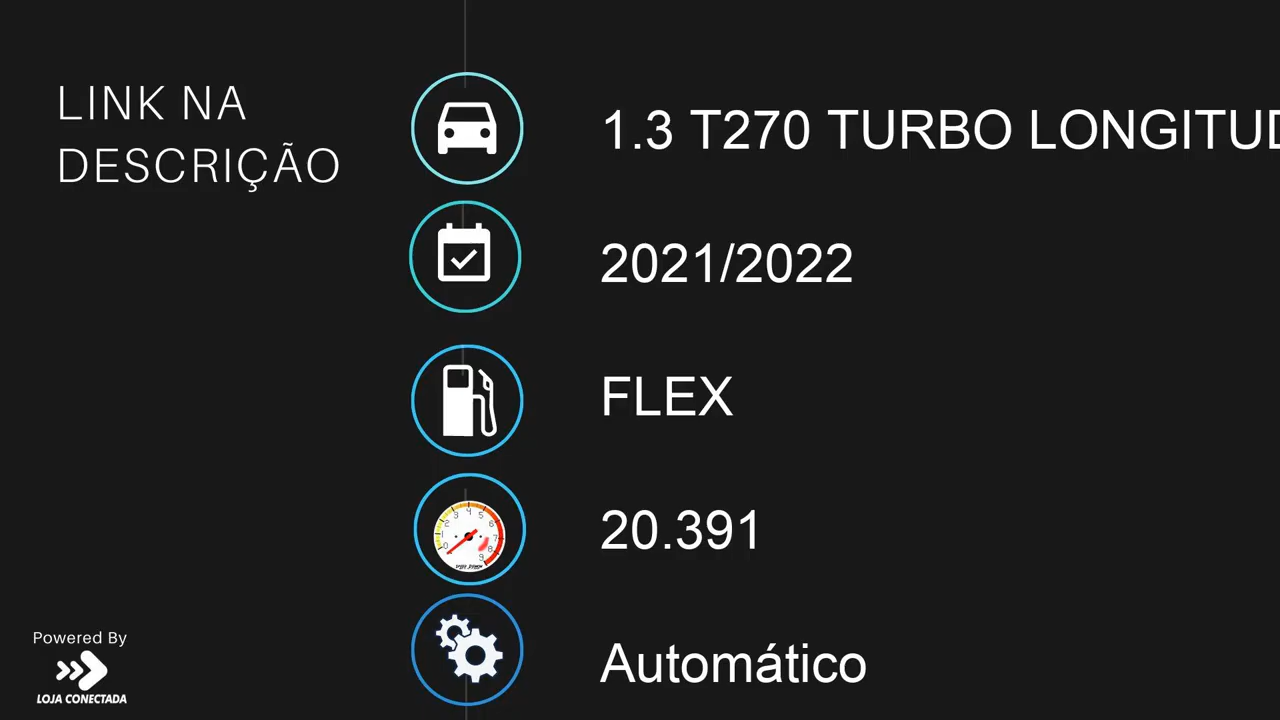 LINK NA
DESCRIÇÃO
1.3 T270 TURBO LONGITUD
2021/2022
FLEX
20.391
Automático
Powered By
LOJA CONECTADA